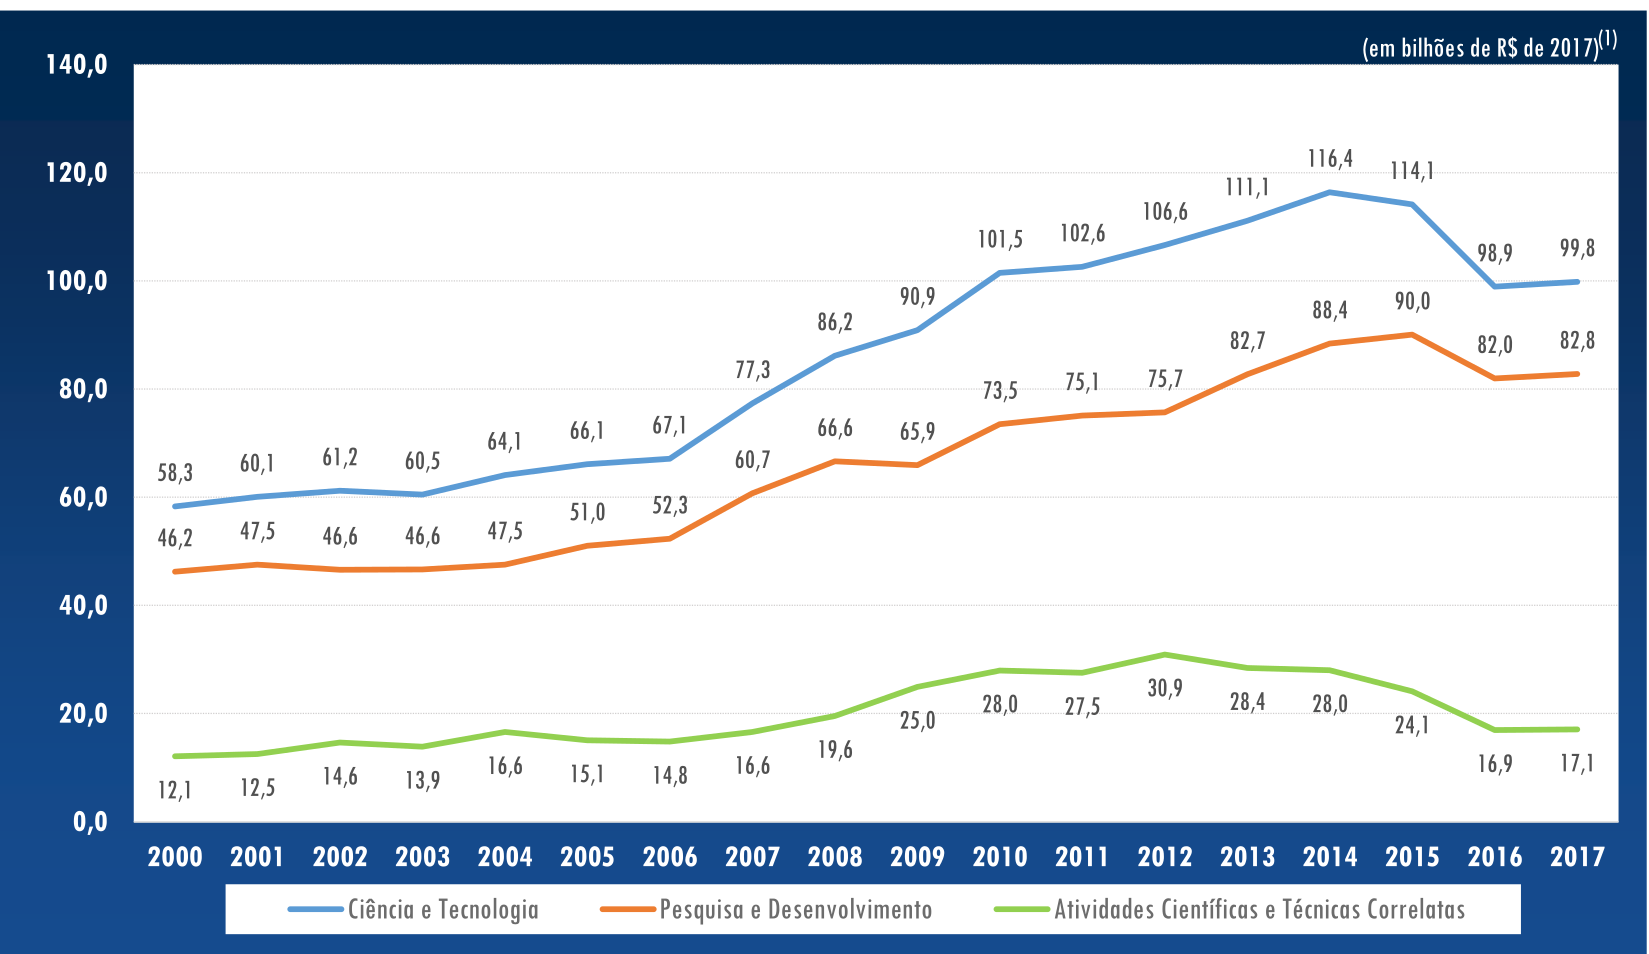 (em bilhões de R$ de 2017)(1)
140,0
120,0
100,0
80,0
60,0
40,0
20,0
0,0
58,3 60,1 61,2 60,5 64,1 66,1 67,1 77,3 86,2 90,9 101,5 102,6 106,6 111,1 116,4 114,1 98,9 99,8
46,2 47,5 46,6 46,6 47,5 51,0 52,3 60,7 66,6 65,9 73,5 75,1 75,7 82,7 88,4 90,0 82,0 82,8
12,1 12,5 14,6 13,9 16,6 15,1 14,8 16,6 19,6 25,0 28,0 27,5 30,9 28,4 28,0 24,1 16,9 17,1
2000 2001 2002 2003 2004 2005 2006 2007 2008 2009 2010 2011 2012 2013 2014 2015 2016 2017
Ciência e Tecnologia Pesquisa e Desenvolvimento Atividades Científicas e Técnicas Correlatas